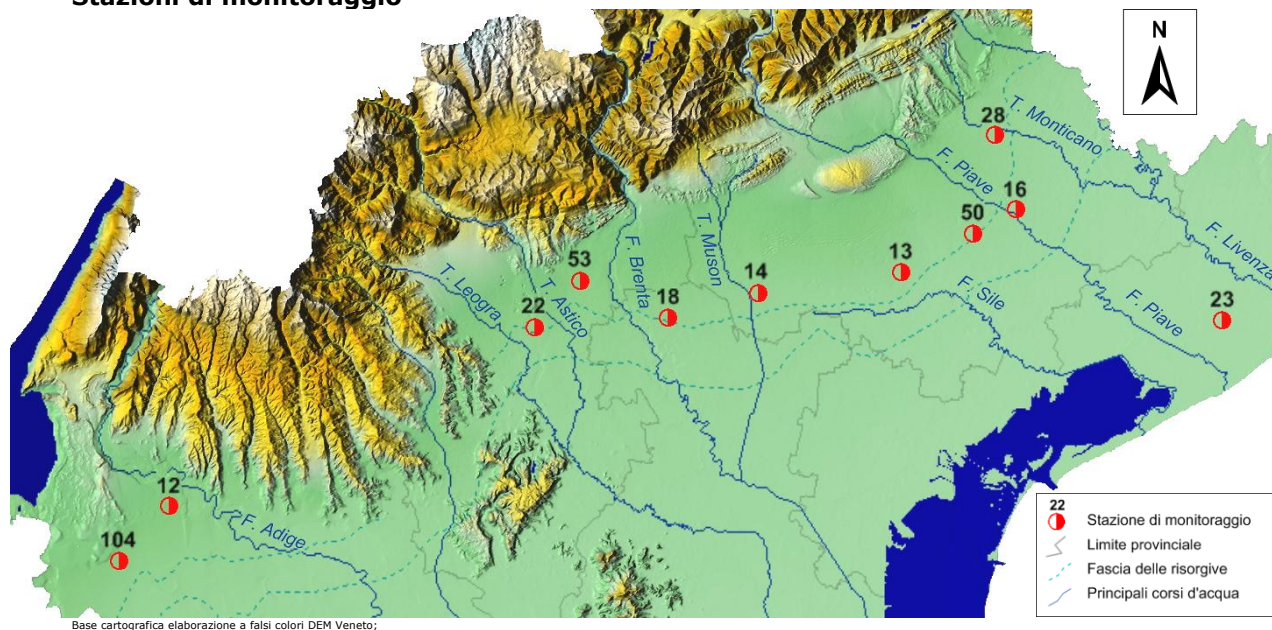 Stazioni di monitoraggio
N
28
T. Monticano
F. Piave
16
50
F. Livenza
53
F. Brenta
T. Muson
13
14
T. Leogra
T. Astico
22
18
F. Sile
F. Piave
23
12
F. Adige
104
22
Stazione di monitoraggio
Limite provinciale
Fascia delle risorgive
Principali corsi d'acqua
Base cartografica elaborazione a falsi colori DEM Veneto;